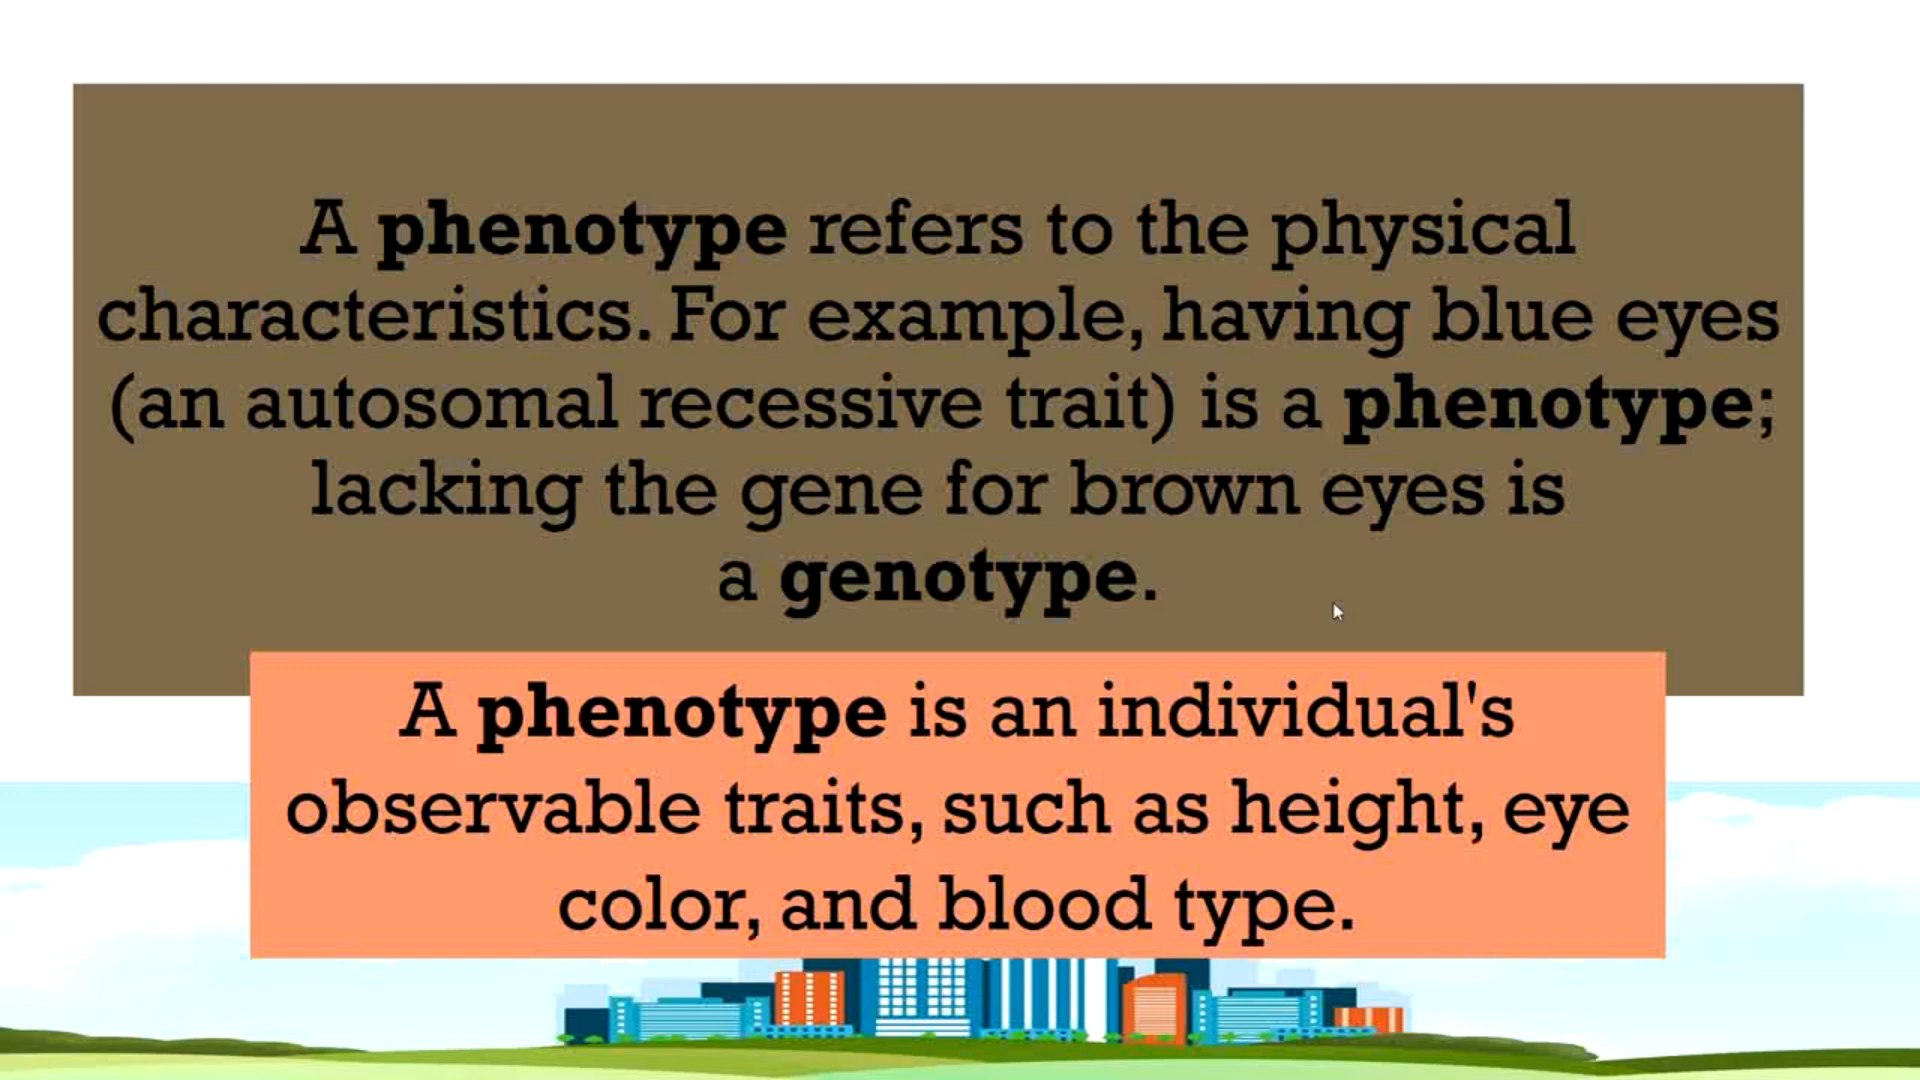 A phenotype refers to the physical
characteristics. For example, having blue eyes
(an autosomal recessive trait) is a phenotype;
lacking the gene for brown eyes is
a genotype.
A phenotype is an individual's
observable traits, such as height, eye
color, and blood type.